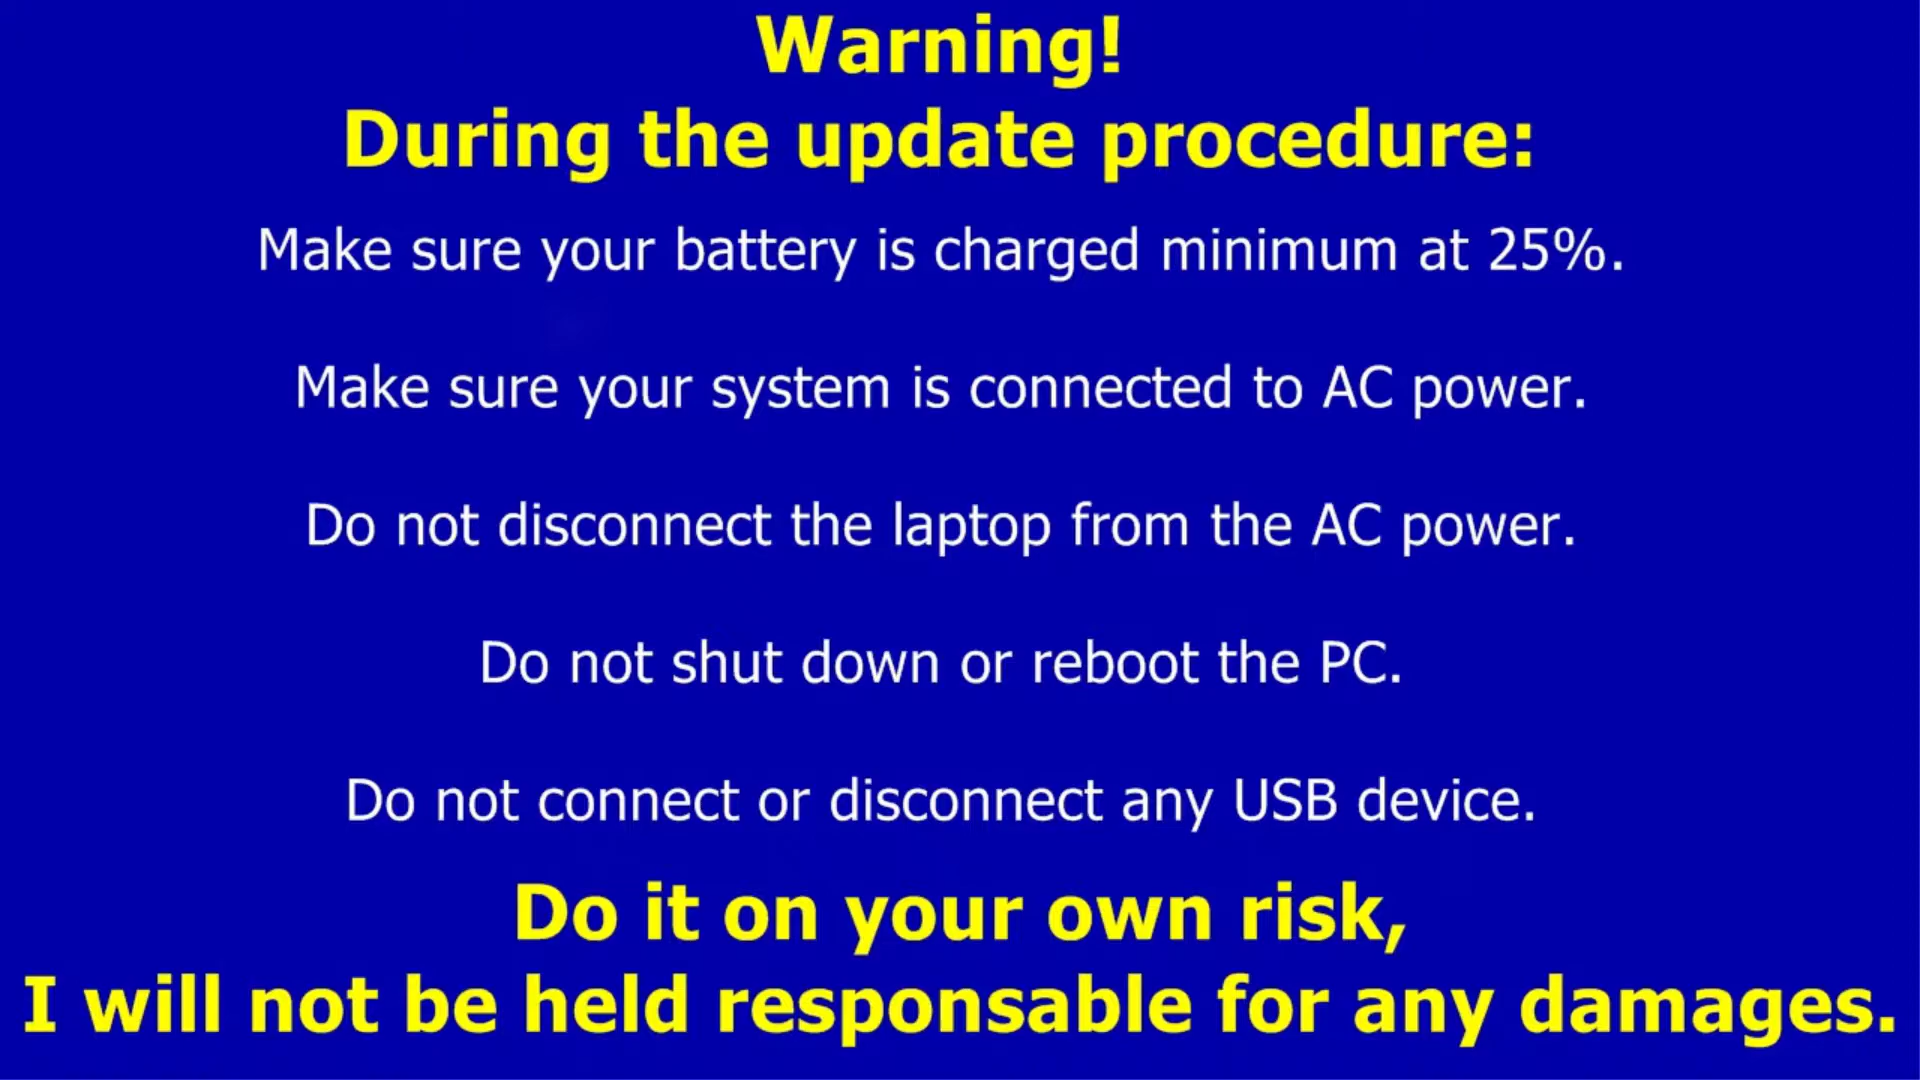 Warning!
During the update procedure:
Make sure your battery is charged minimum at 25%.
Make sure your system is connected to AC power.
Do not disconnect the laptop from the AC power.
Do not shut down or reboot the PC.
Do not connect or disconnect any USB device.
Do it on your own risk,
I will not be held responsable for any damages.